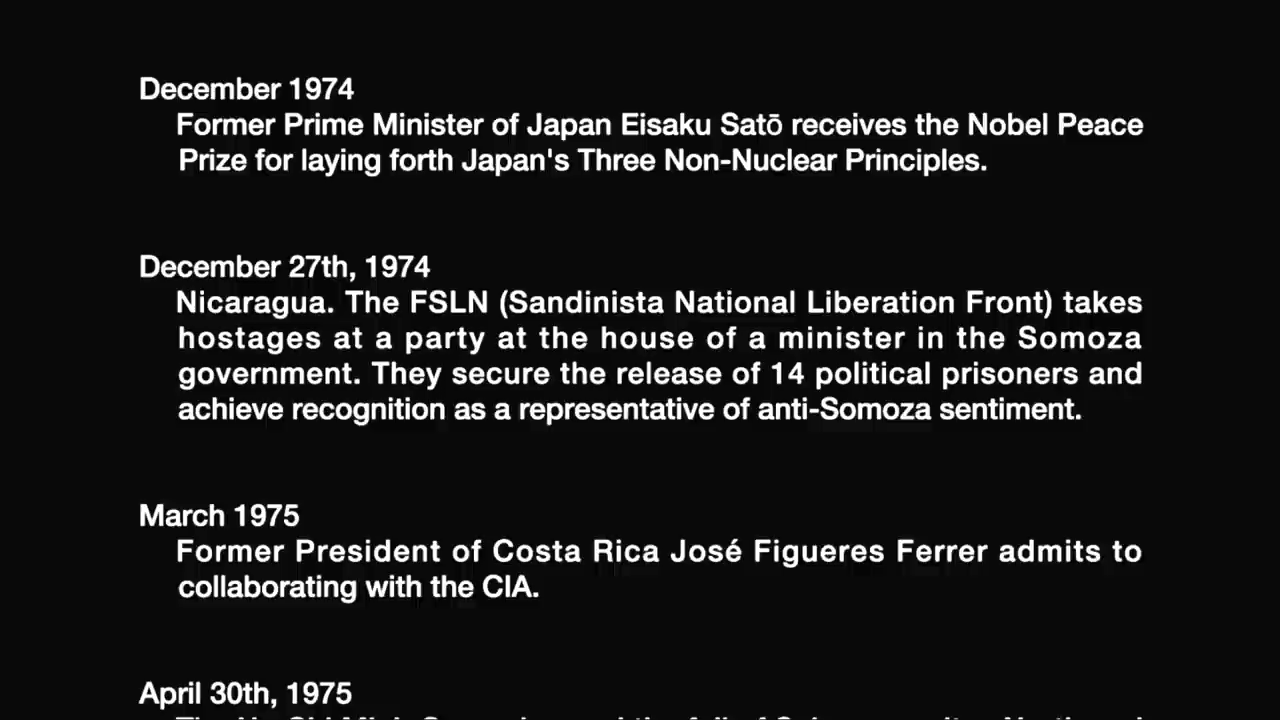 December 1974
Former Prime Minister of Japan Eisaku Satō receives the Nobel Peace
Prize for laying forth Japan's Three Non-Nuclear Principles.
December 27th, 1974
Nicaragua. The FSLN (Sandinista National Liberation Front) takes
hostages at a party at the house of a minister in the Somoza
government. They secure the release of 14 political prisoners and
achieve recognition as a representative of anti-Somoza sentiment.
March 1975
Former President of Costa Rica José Figueres Ferrer admits to
collaborating with the CIA.
April 30th, 1975